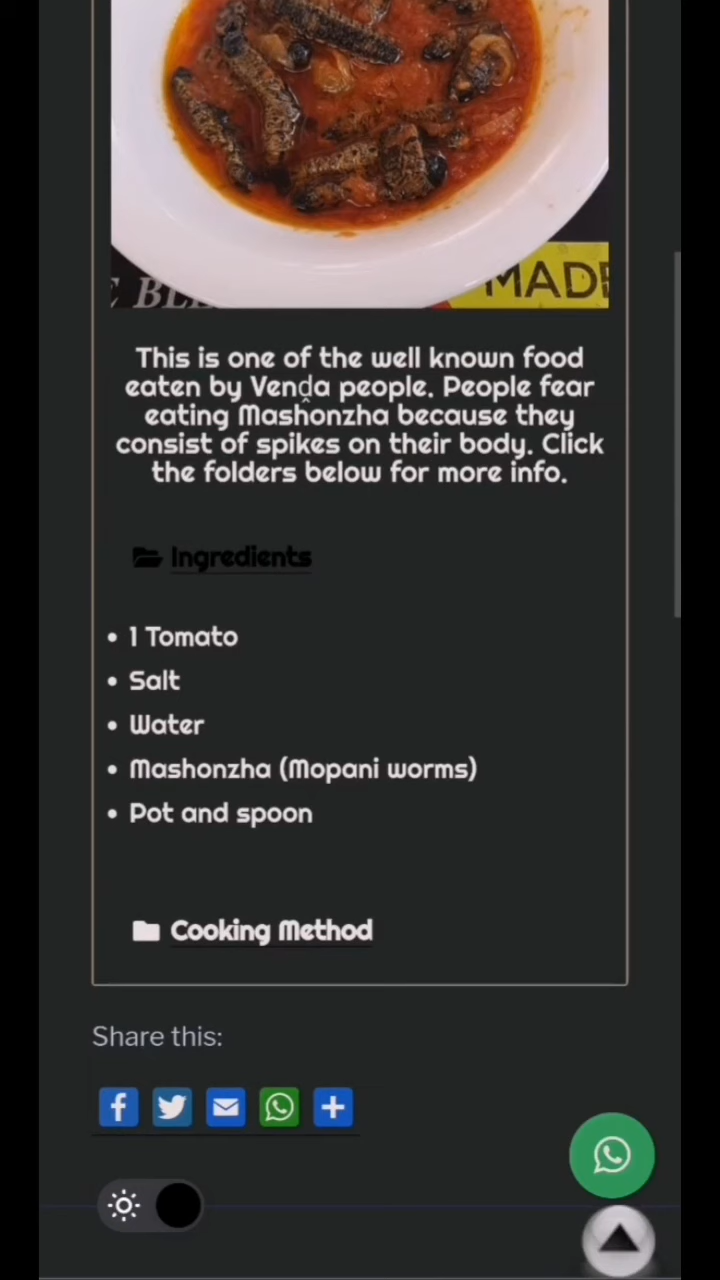 E BL
MADE
This is one of the well known food
eaten by Venḓa people. People fear
eating Mashonzha because they
consist of spikes on their body. Click
the folders below for more info.
Ingredients
• 1 Tomato
• Salt
• Water
• Mashonzha (Mopani worms)
• Pot and spoon
Cooking Method
Share this: